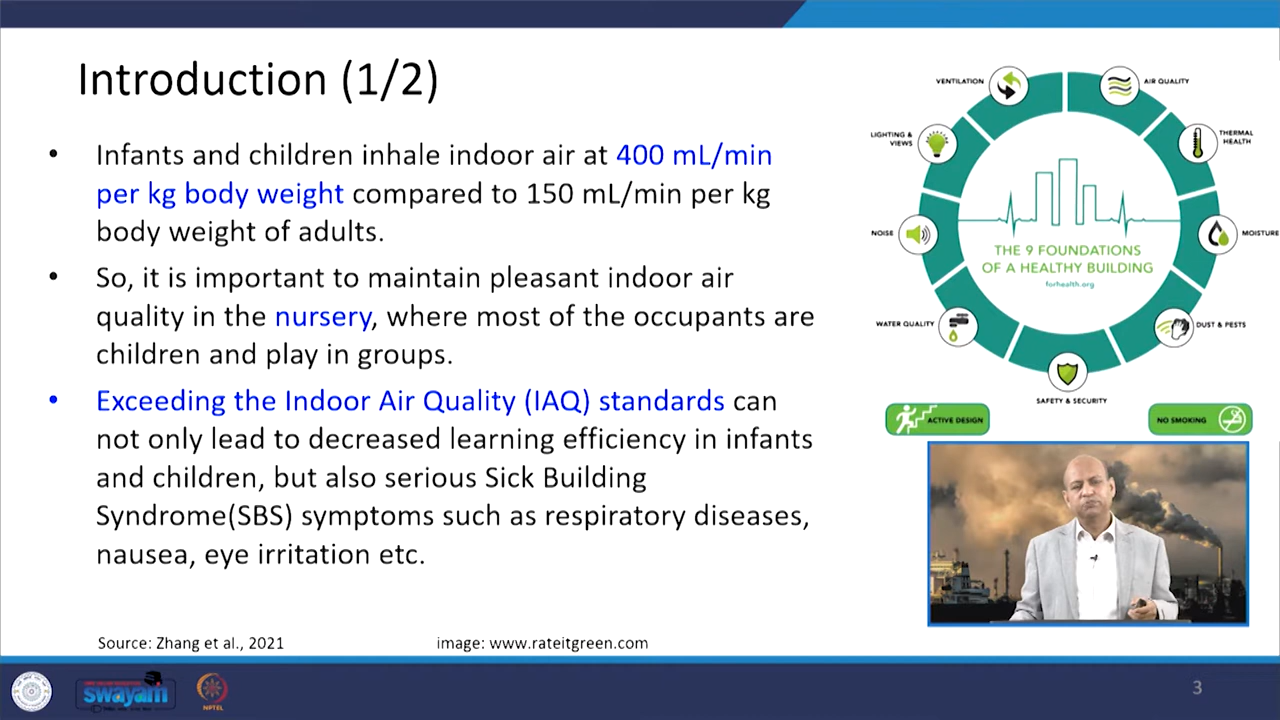 Introduction (1/2)
• Infants and children inhale indoor air at 400 mL/min
per kg body weight compared to 150 mL/min per kg
body weight of adults.
• So, it is important to maintain pleasant indoor air
quality in the nursery, where most of the occupants are
children and play in groups.
• Exceeding the Indoor Air Quality (IAQ) standards can
not only lead to decreased learning efficiency in infants
and children, but also serious Sick Building
Syndrome(SBS) symptoms such as respiratory diseases,
nausea, eye irritation etc.
Source: Zhang et al., 2021
image: www.rateitgreen.com
VENTILATION
AIR QUALITY
LIGHTING &
VIEWS
THERMAL
HEALTH
NOISE
MOISTURE
THE 9 FOUNDATIONS
OF A HEALTHY BUILDING
forhealth.org
WATER QUALITY
DUST & PESTS
SAFETY & SECURITY
ACTIVE DESIGN
NO SMOKING
swayam
NPTEL
3